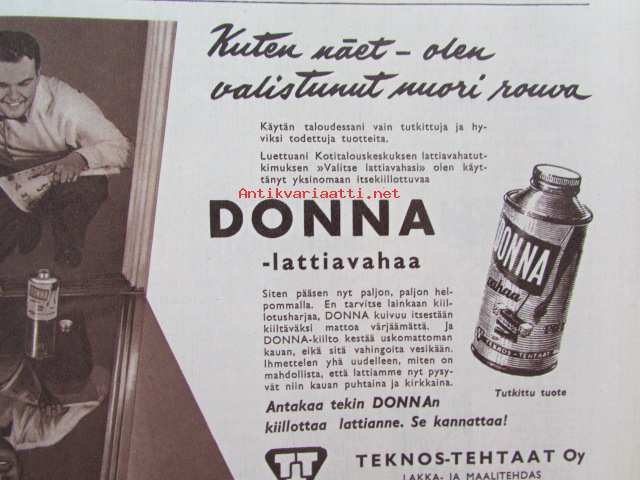 Kuten näet – olen
valistunut nuori rouva
Käytän taloudessani vain tutkittuja ja hy-
viksi todettuja tuotteita.
Luettuani Kotitalouskeskuksen lattiavahatut-
kimuksen »Valitse lattiavahasi» olen käyt-
tänyt yksinomaan itsekiillottuvaa
Antikvariaatti.net
DONNA
-lattiavahaa
Siten pääsen nyt paljon, paljon hel-
pommalla. En tarvitse lainkaan kiil-
lotusharjaa, DONNA kuivuu itsestään
kiiltäväksi mattoa värjäämättä. Ja
DONNA-kiilto kestää uskomattoman
kauan, eikä sitä vahingoita vesikään.
Ihmettelen yhä uudelleen, miten on
mahdollista, että lattiamme nyt pysy-
vät niin kauan puhtaina ja kirkkaina.
DONNA
vahaa
TEKNOS-TEHTAAT
Tutkittu tuote
Antakaa tekin DONNAn
kiillottaa lattianne. Se kannattaa!
TT
TEKNOS-TEHTAAT Oy
LAKKA- JA MAALITEHDAS